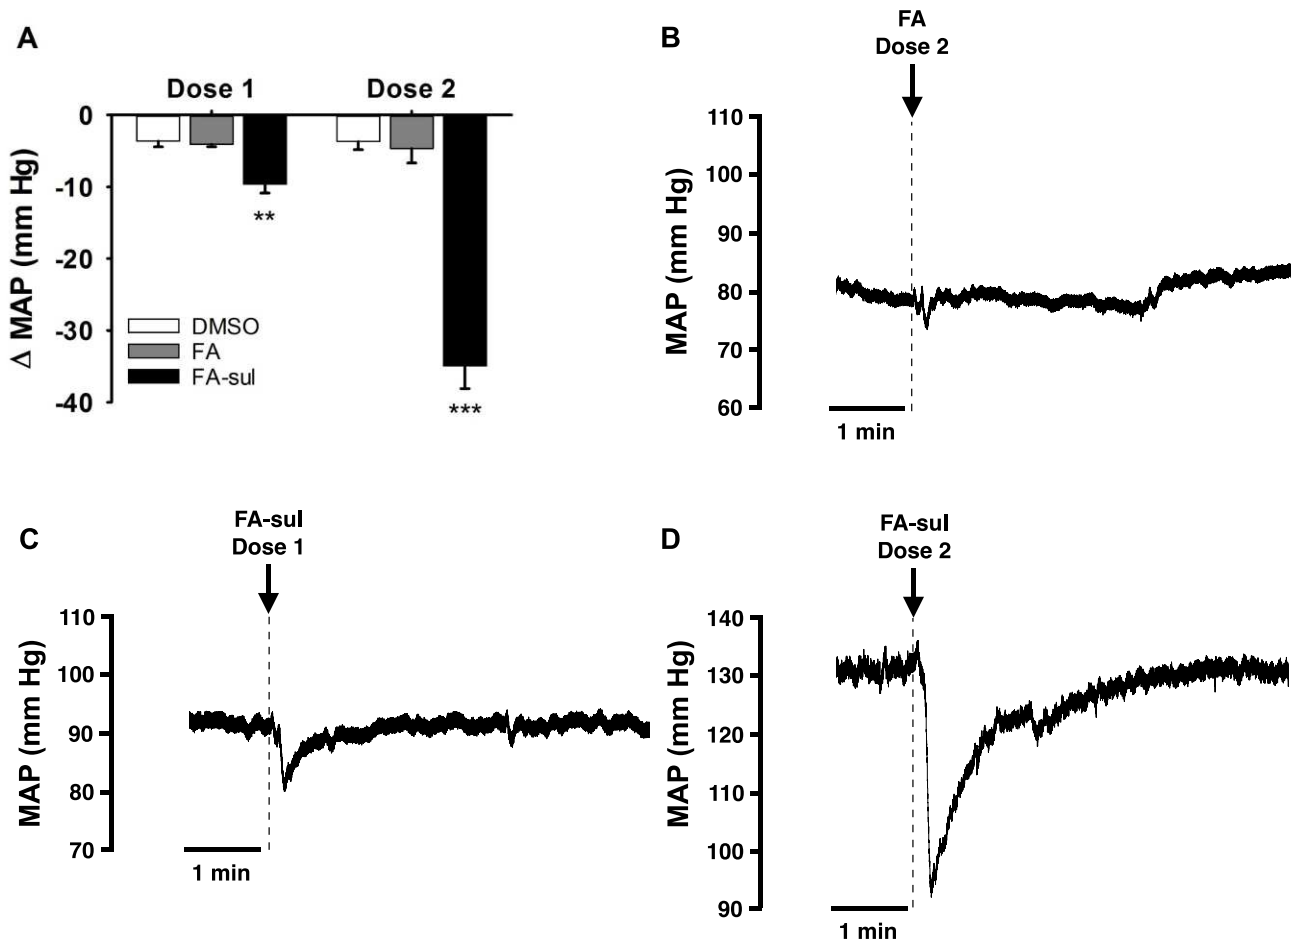 A
Dose 1
Dose 2
0
-10
-20
-30
-40
Δ MAP (mm Hg)
**
***
DMSO
FA
FA-sul
B
FA
Dose 2
110
100
90
80
70
60
MAP (mm Hg)
1 min
C
FA-sul
Dose 1
110
100
90
80
70
MAP (mm Hg)
1 min
D
FA-sul
Dose 2
140
130
120
110
100
90
MAP (mm Hg)
1 min